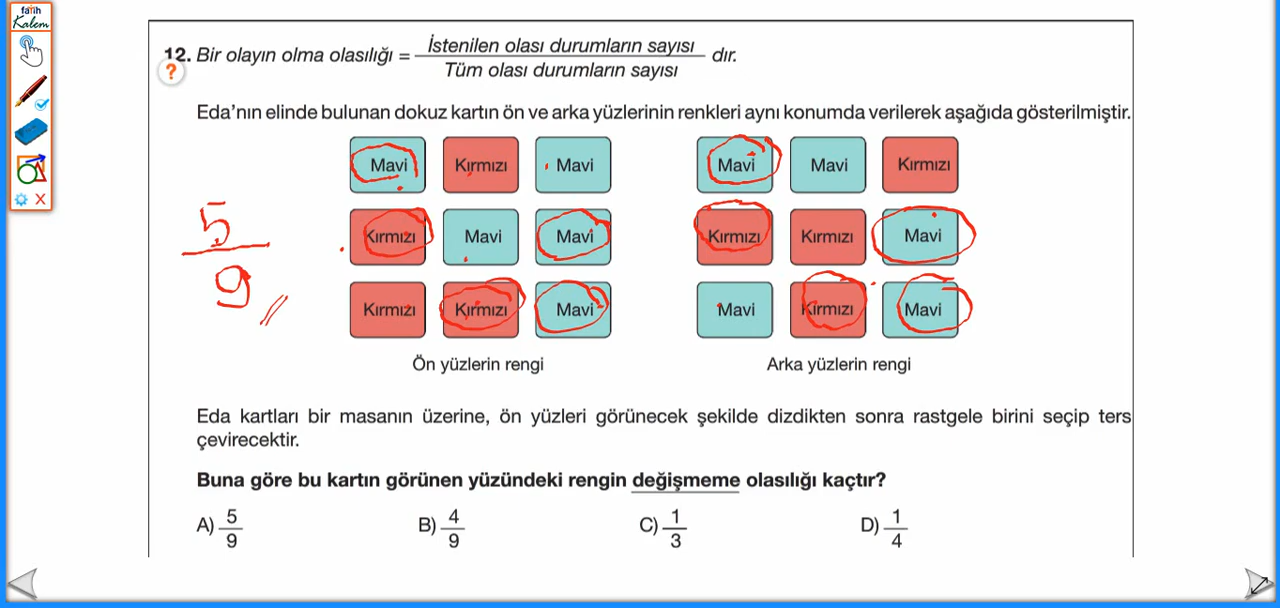 fatih
Kalem
12. Bir olayın olma olasılığı = İstenilen olası durumların sayısı / Tüm olası durumların sayısı dır.
?
Eda’nın elinde bulunan dokuz kartın ön ve arka yüzlerinin renkleri aynı konumda verilerek aşağıda gösterilmiştir.
Mavi Kırmızı Mavi Mavi Mavi Kırmızı
Kırmızı Mavi Mavi Kırmızı Kırmızı Mavi
Kırmızı Kırmızı Mavi Mavi Kırmızı Mavi
5
9
Ön yüzlerin rengi Arka yüzlerin rengi
Eda kartları bir masanın üzerine, ön yüzleri görünecek şekilde dizdikten sonra rastgele birini seçip ters
çevirecektir.
Buna göre bu kartın görünen yüzündeki rengin değişmeme olasılığı kaçtır?
A) 5/9 B) 4/9 C) 1/3 D) 1/4